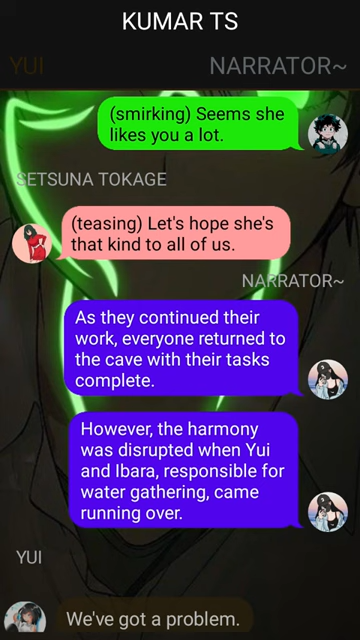 KUMAR TS
YUI
NARRATOR~
(smirking) Seems she
likes you a lot.
SETSUNA TOKAGE
(teasing) Let's hope she's
that kind to all of us.
NARRATOR~
As they continued their
work, everyone returned to
the cave with their tasks
complete.
However, the harmony
was disrupted when Yui
and Ibara, responsible for
water gathering, came
running over.
YUI
We've got a problem.